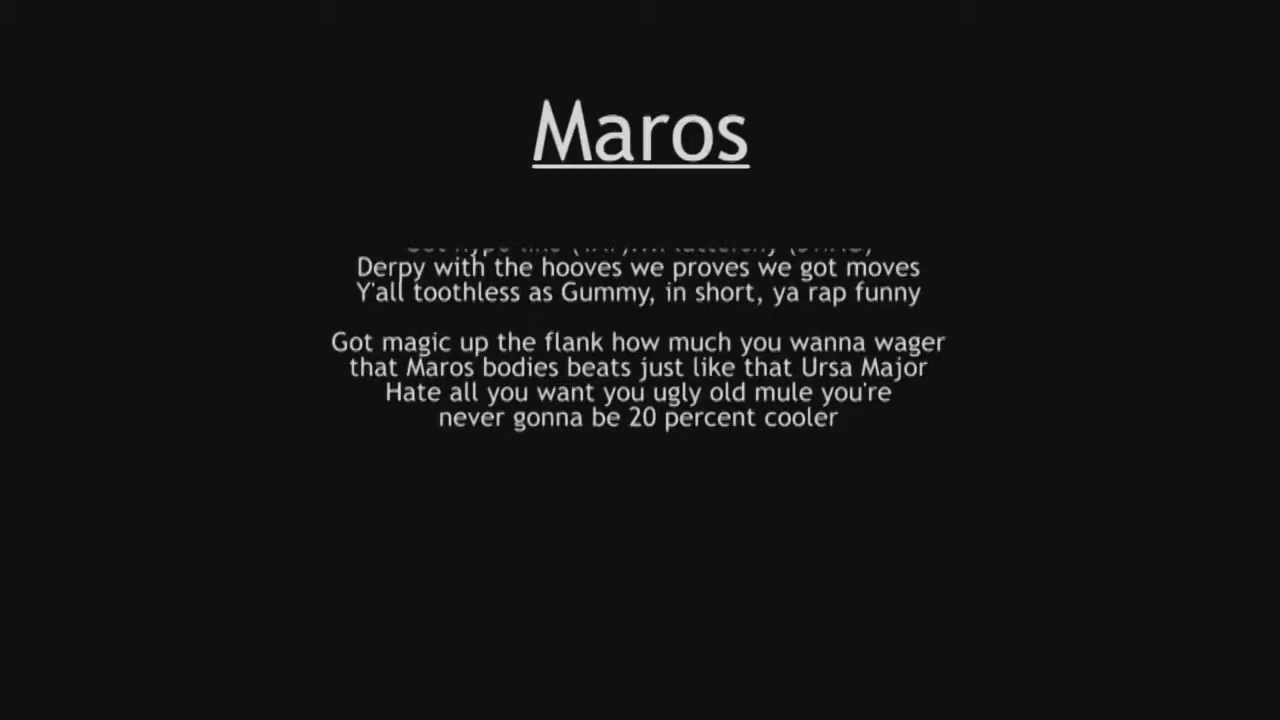 Maros
Derpy with the hooves we proves we got moves
Y'all toothless as Gummy, in short, ya rap funny
Got magic up the flank how much you wanna wager
that Maros bodies beats just like that Ursa Major
Hate all you want you ugly old mule you're
never gonna be 20 percent cooler